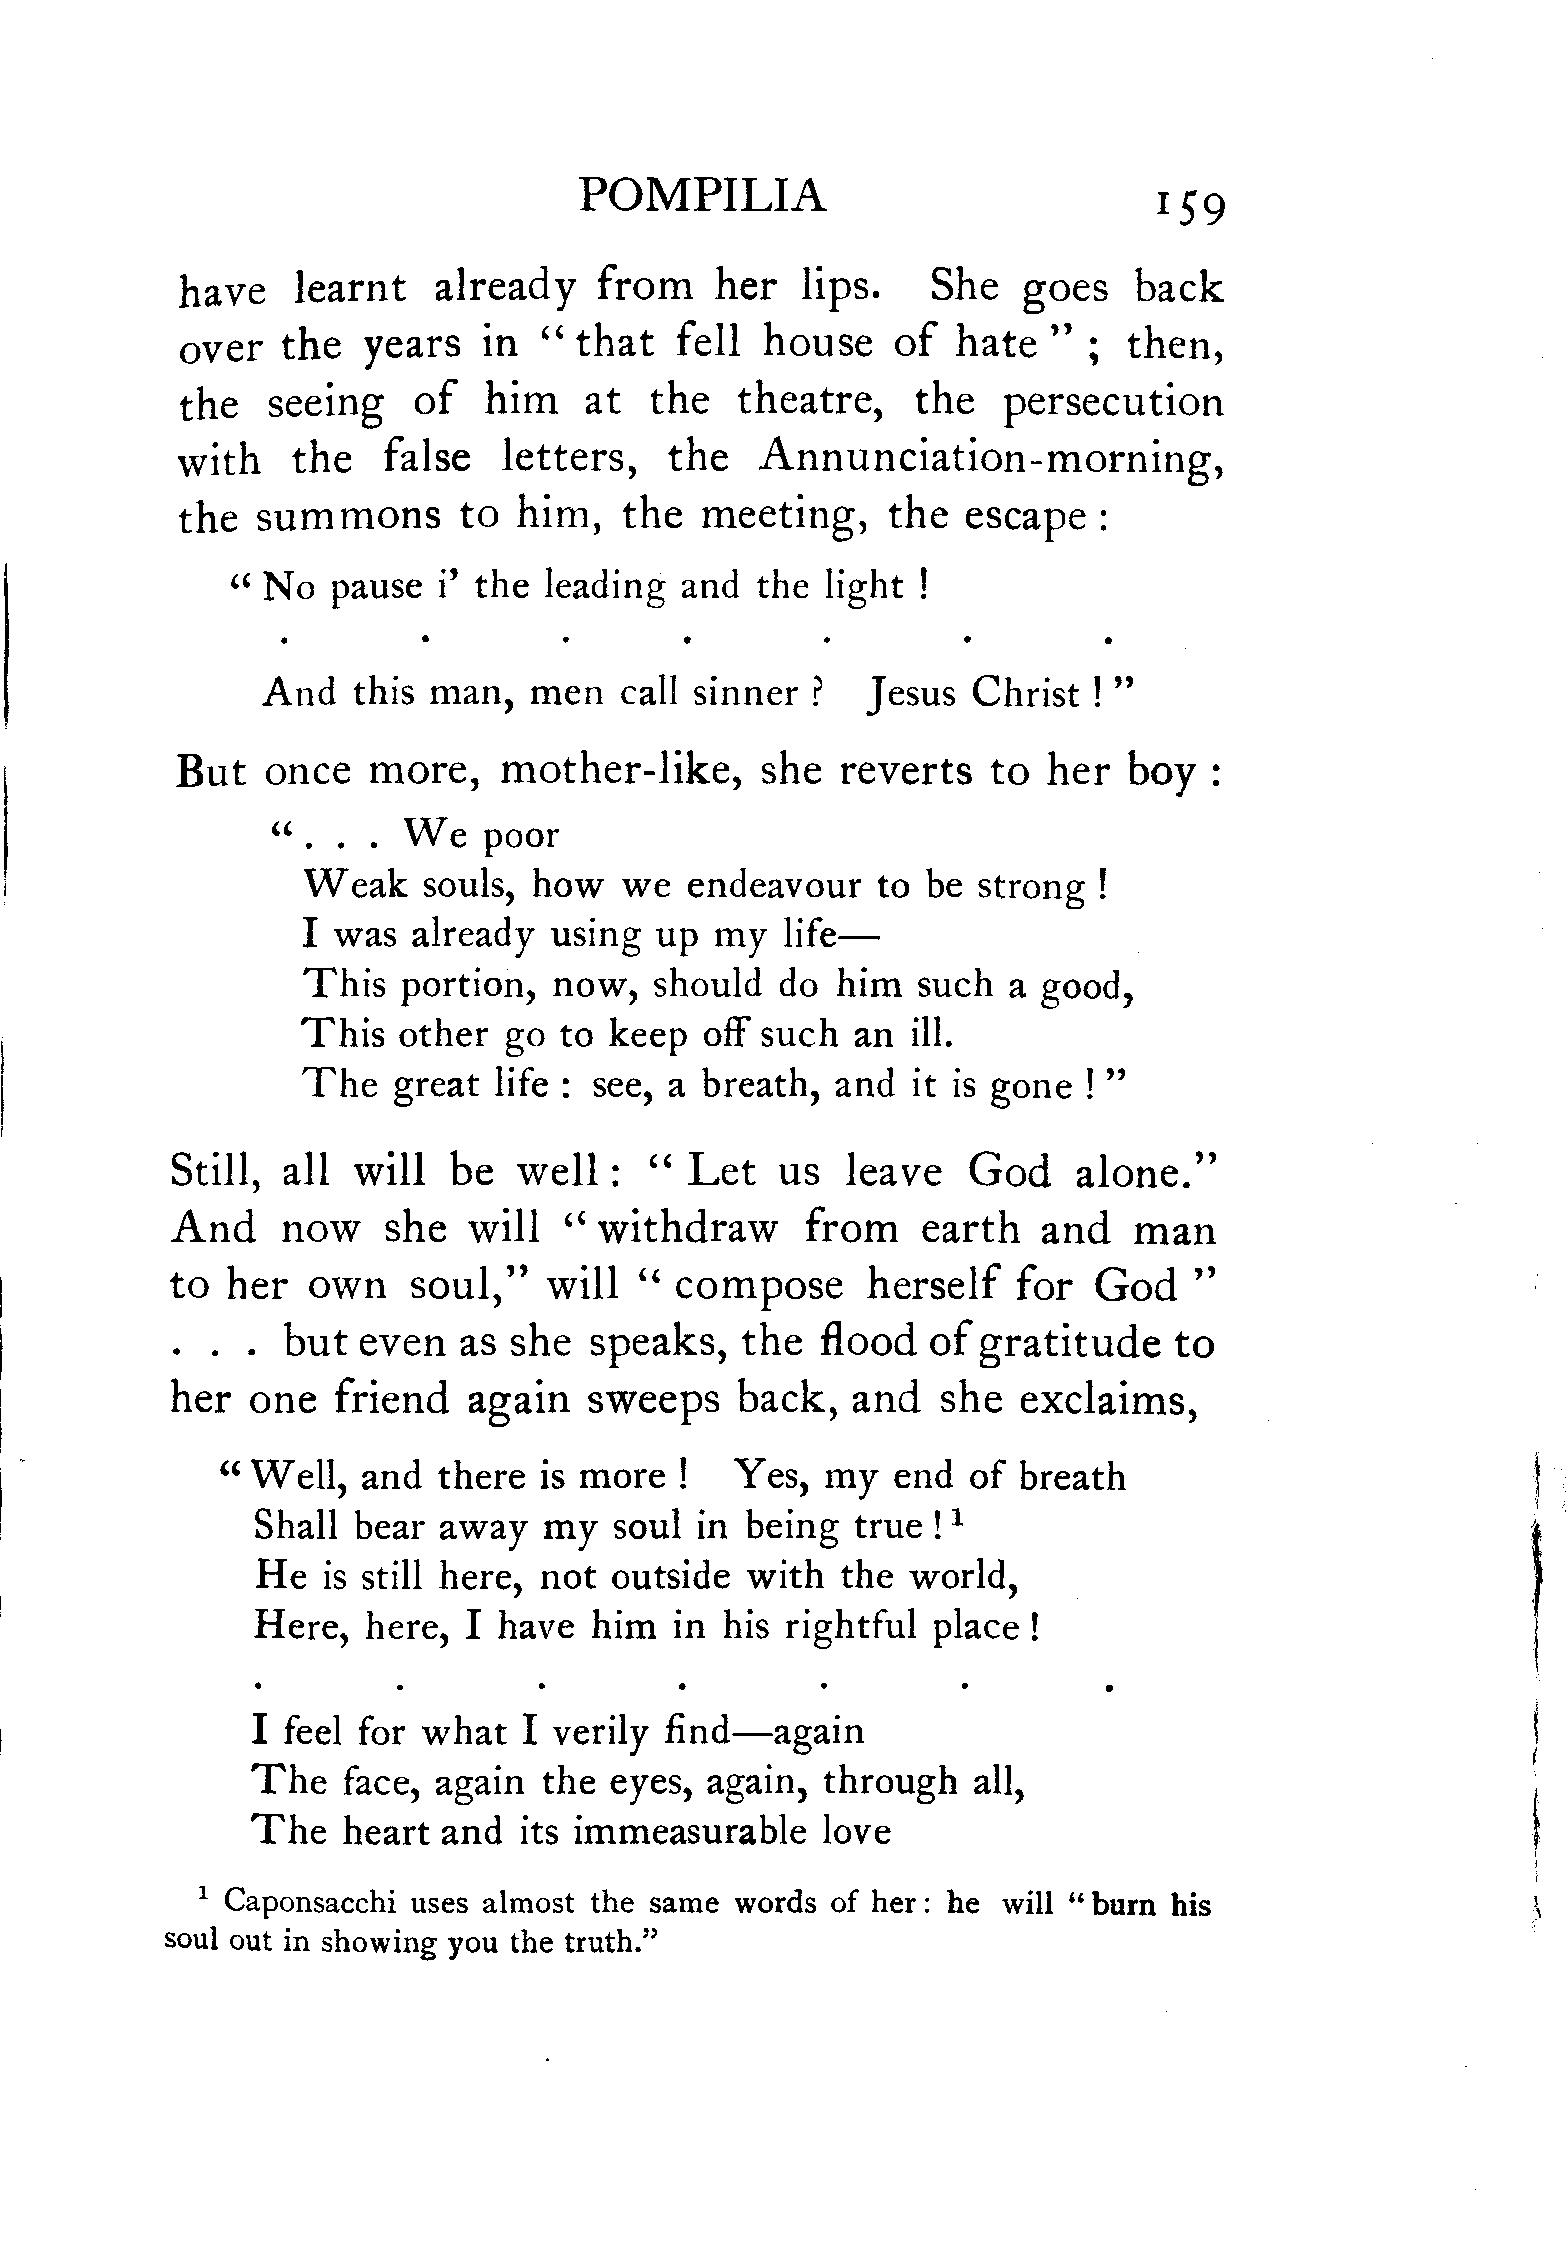 POMPILIA 159
have learnt already from her lips. She goes back
over the years in " that fell house of hate " ; then,
the seeing of him at the theatre, the persecution
with the false letters, the Annunciation-morning,
the summons to him, the meeting, the escape :
" No pause i' the leading and the light !
. . . . . . .
And this man, men call sinner ? Jesus Christ ! "
But once more, mother-like, she reverts to her boy :
" . . . We poor
Weak souls, how we endeavour to be strong !
I was already using up my life—
This portion, now, should do him such a good,
This other go to keep off such an ill.
The great life : see, a breath, and it is gone ! "
Still, all will be well : " Let us leave God alone."
And now she will " withdraw from earth and man
to her own soul," will " compose herself for God "
. . . but even as she speaks, the flood of gratitude to
her one friend again sweeps back, and she exclaims,
" Well, and there is more ! Yes, my end of breath
Shall bear away my soul in being true ! ¹
He is still here, not outside with the world,
Here, here, I have him in his rightful place !
. . . . . . .
I feel for what I verily find—again
The face, again the eyes, again, through all,
The heart and its immeasurable love
¹ Caponsacchi uses almost the same words of her : he will " burn his
soul out in showing you the truth."